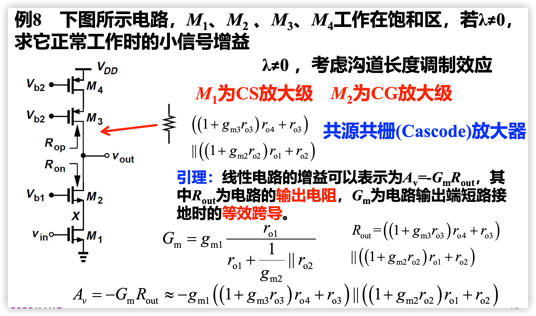 例8 下图所示电路，M1、M2 、M3、M4工作在饱和区，若λ≠0，
求它正常工作时的小信号增益
λ≠0 ，考虑沟道长度调制效应
M1为CS放大级 M2为CG放大级
VDD
Vb2
M4
Vb2
M3
Rop
vout
Ron
Vb1
M2
X
vin
M1
((1+gm3ro3)ro4+ro3)
||((1+gm2ro2)ro1+ro2)
共源共栅(Cascode)放大器
引理：线性电路的增益可以表示为Av=-GmRout，其
中Rout为电路的输出电阻，Gm为电路输出端短路接
地时的等效跨导。
Gm = gm1 ro1 / (ro1 + 1/gm2 || ro2)
Rout=((1+gm3ro3)ro4+ro3)
||((1+gm2ro2)ro1+ro2)
Av=−GmRout≈−gm1((1+gm3ro3)ro4+ro3)||((1+gm2ro2)ro1+ro2)